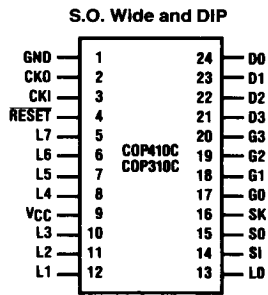 S.O. Wide and DIP
GND 1 24 D0
CKO 2 23 D1
CKI 3 22 D2
RESET 4 21 D3
L7 5 20 G3
L6 6 COP410C 19 G2
L5 7 COP310C 18 G1
L4 8 17 G0
VCC 9 16 SK
L3 10 15 SO
L2 11 14 SI
L1 12 13 L0